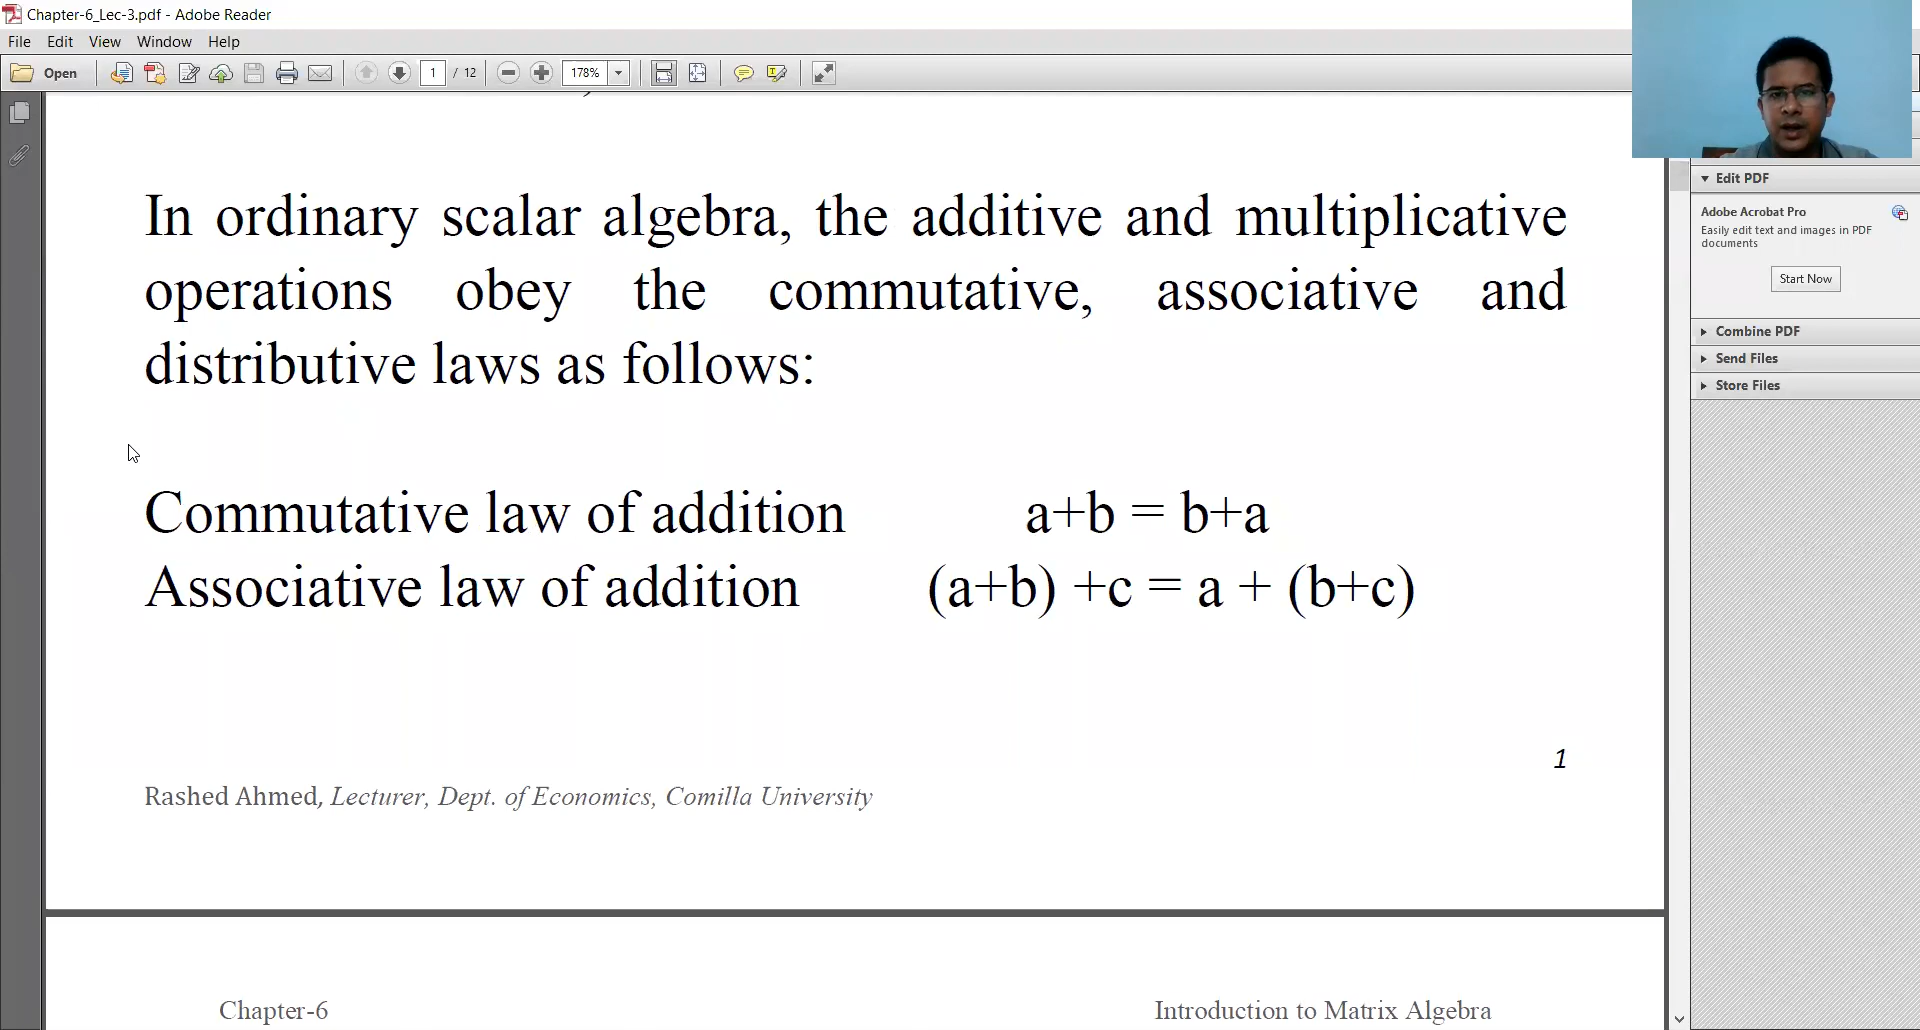 Chapter-6_Lec-3.pdf - Adobe Reader
File Edit View Window Help
Open 1 / 12 178%
In ordinary scalar algebra, the additive and multiplicative
operations obey the commutative, associative and
distributive laws as follows:
Commutative law of addition a+b = b+a
Associative law of addition (a+b) +c = a + (b+c)
1
Rashed Ahmed, Lecturer, Dept. of Economics, Comilla University
Chapter-6 Introduction to Matrix Algebra
Edit PDF
Adobe Acrobat Pro
Easily edit text and images in PDF
documents
Start Now
Combine PDF
Send Files
Store Files